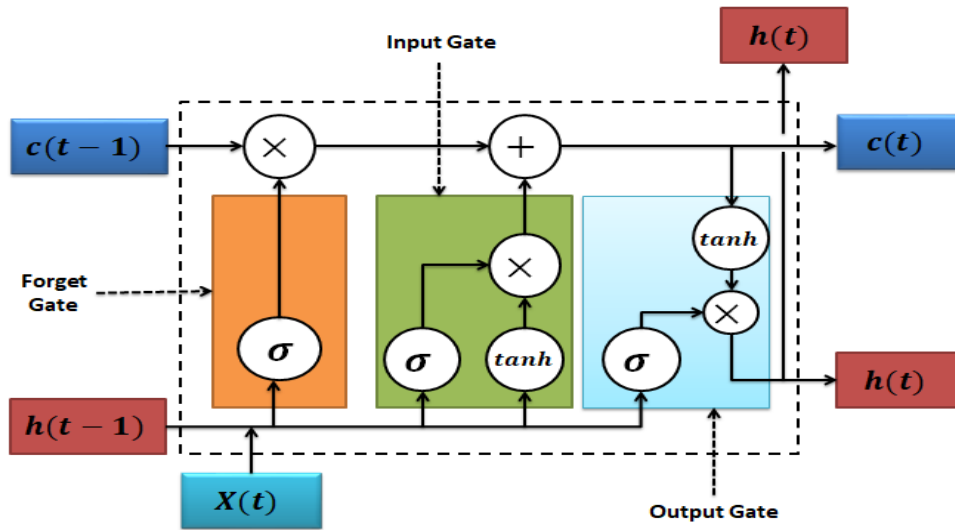 h(t)
Input Gate
c(t − 1)
×
+
c(t)
tanh
×
Forget
Gate
×
σ
σ
tanh
σ
h(t − 1)
h(t)
X(t)
Output Gate